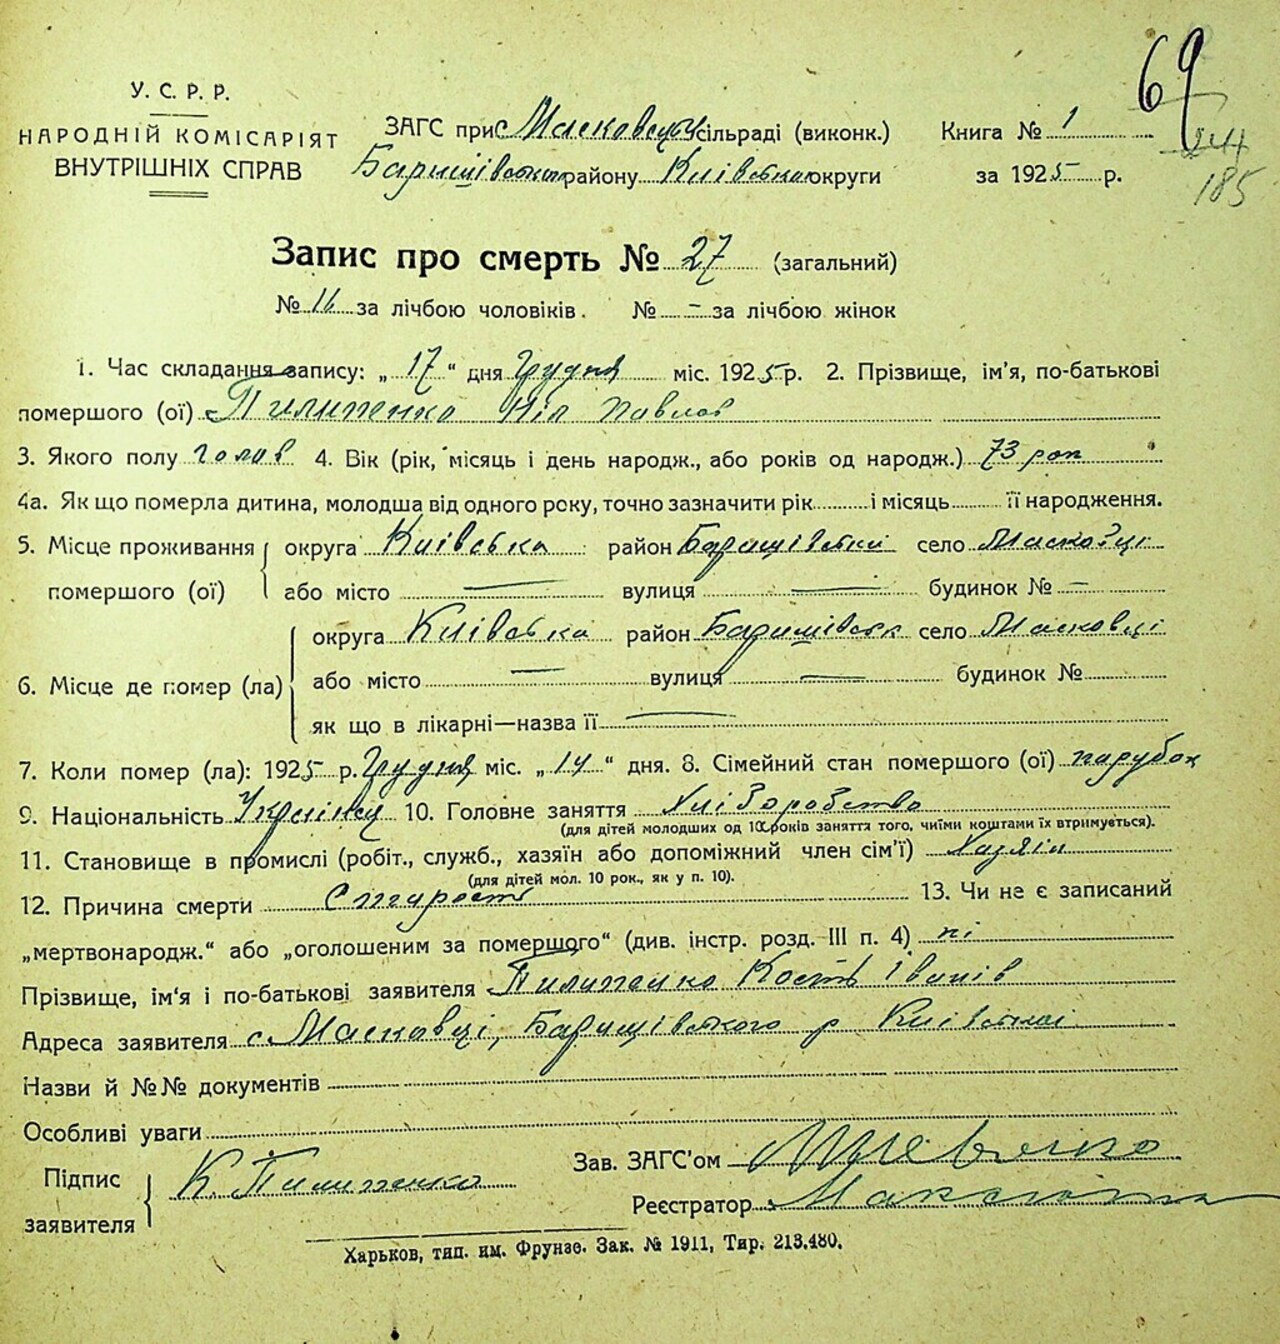 69
244
185
У. С. Р. Р.
НАРОДНІЙ КОМІСАРІЯТ
ВНУТРІШНІХ СПРАВ
ЗАГС при Масковецьк сільраді (виконк.) Книга № 1
Баришівськ району Київська округи за 1925 р.
Запис про смерть № 27 (загальний)
№ 16 за лічбою чоловіків. № – за лічбою жінок
1. Час складання запису: „ 17 “ дня Грудня міс. 1925 р. 2. Прізвище, ім'я, по-батькові
помершого (ої) Пилипенко Ніл Павлов
3. Якого полу 4. Вік (рік, місяць і день народж., або років од народж.) 73 рок
4а. Як що померла дитина, молодша від одного року, точно зазначити рік і місяць її народження.
5. Місце проживання округа Київська район Баришівський село Масковці
помершого (ої) або місто — вулиця — будинок № –
округа Київська район Баришівськ село Масковці
6. Місце де помер (ла) або місто — вулиця — будинок №
як що в лікарні—назва її —
7. Коли помер (ла): 1925 р. Грудня міс. „ 14 “ дня. 8. Сімейний стан помершого (ої) парубок
9. Національність Українец 10. Головне заняття Хліборобство
(для дітей молодших од 10 років заняття того, чиїми коштами їх втримується).
11. Становище в промислі (робіт., служб., хазяїн або допоміжний член сім'ї) Хазяїн
(для дітей мол. 10 рок., як у п. 10).
12. Причина смерти Старость 13. Чи не є записаний
„мертвонародж.“ або „оголошеним за помершого“ (див. інстр. розд. III п. 4) ні
Прізвище, ім'я і по-батькові заявителя Пилипенко Кость Іванів
Адреса заявителя с Масковці, Баришівського р Київської
Назви й №№ документів
Особливі уваги
Підпис
заявителя К Пилипенко
Зав. ЗАГС'ом Шевченко
Реєстратор
Харьков, тип. им. Фрунзе. Зак. № 1911, Тир. 213.480.